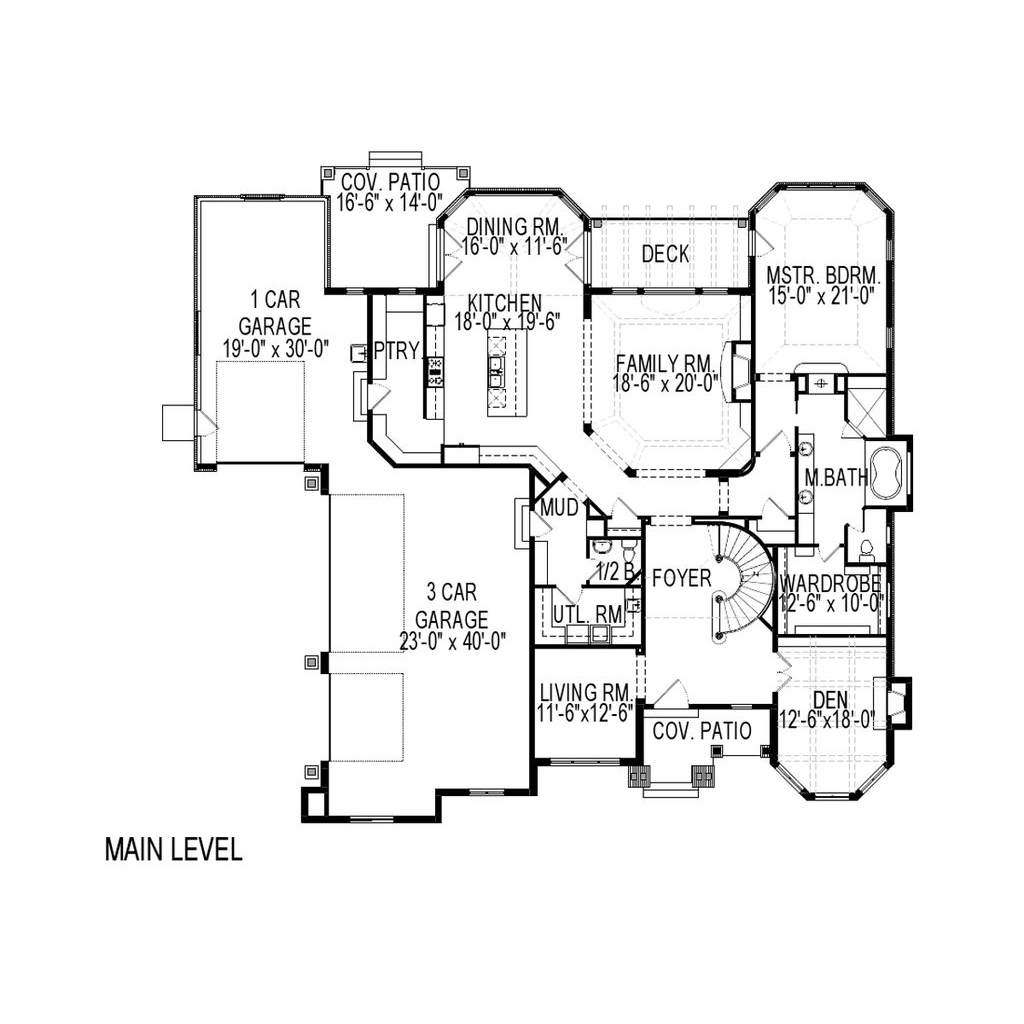 COV. PATIO
16'-6" x 14'-0"
DINING RM.
16'-0" x 11'-6"
DECK
MSTR. BDRM.
15'-0" x 21'-0"
1 CAR
GARAGE
19'-0" x 30'-0"
KITCHEN
18'-0" x 19'-6"
PTRY.
FAMILY RM.
18'-6" x 20'-0"
M.BATH
MUD
1/2 B
FOYER
WARDROBE
12'-6" x 10'-0"
3 CAR
GARAGE
23'-0" x 40'-0"
UTL. RM
LIVING RM.
11'-6"x12'-6"
DEN
12'-6"x18'-0"
COV. PATIO
MAIN LEVEL